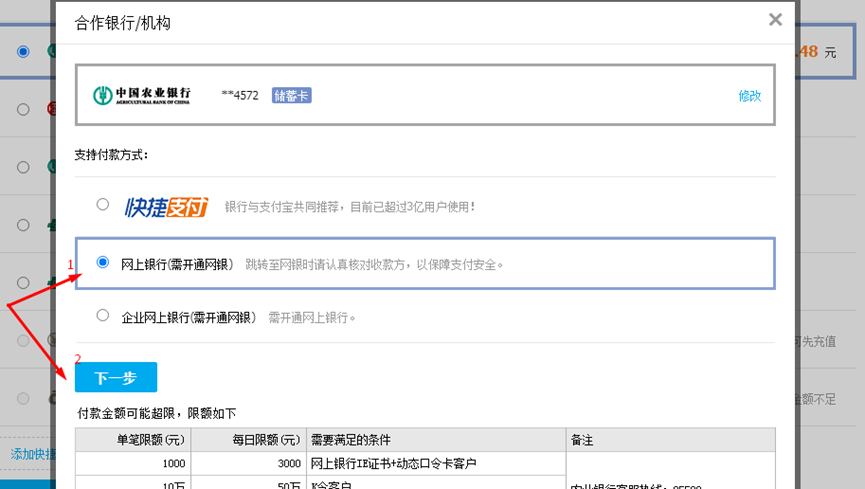 合作银行/机构
.48 元
中国农业银行 **4572 储蓄卡 修改
AGRICULTURAL BANK OF CHINA
支持付款方式：
快捷支付 银行与支付宝共同推荐，目前已超过3亿用户使用！
1
网上银行(需开通网银) 跳转至网银时请认真核对收款方，以保障支付安全。
企业网上银行(需开通网银) 需开通网上银行。
可先充值
2
下一步
金额不足
付款金额可能超限，限额如下
单笔限额(元) 每日限额(元) 需要满足的条件 备注
添加快捷
1000 3000 网上银行IE证书+动态口令卡客户
10万 50万 K令客户